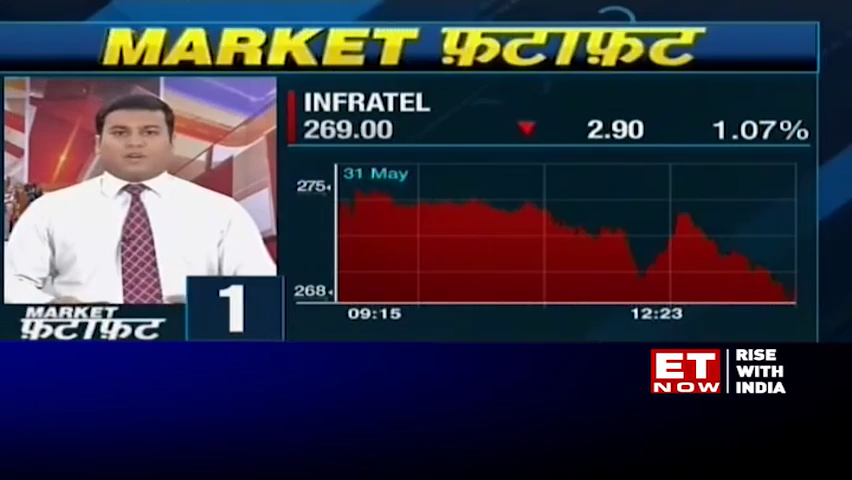 MARKET फ़टाफ़ट
INFRATEL
269.00 ▼ 2.90 1.07%
31 May
275
268
09:15 12:23
MARKET
फ़टाफ़ट
1
ET
NOW
RISE
WITH
INDIA